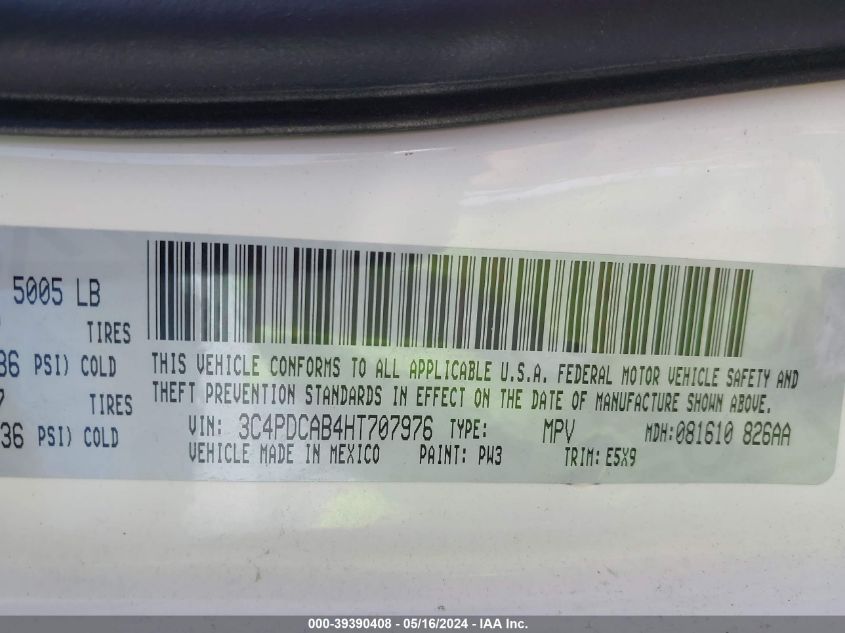 5005 LB
TIRES
PSI) COLD
TIRES
36 PSI) COLD
THIS VEHICLE CONFORMS TO ALL APPLICABLE U.S.A. FEDERAL MOTOR VEHICLE SAFETY AND
THEFT PREVENTION STANDARDS IN EFFECT ON THE DATE OF MANUFACTURE SHOWN ABOVE.
VIN: 3C4PDCAB4HT707976 TYPE: MPV MDH:081610 826AA
VEHICLE MADE IN MEXICO PAINT: PW3 TRIM: E5X9
000-39390408 - 05/16/2024 - IAA Inc.